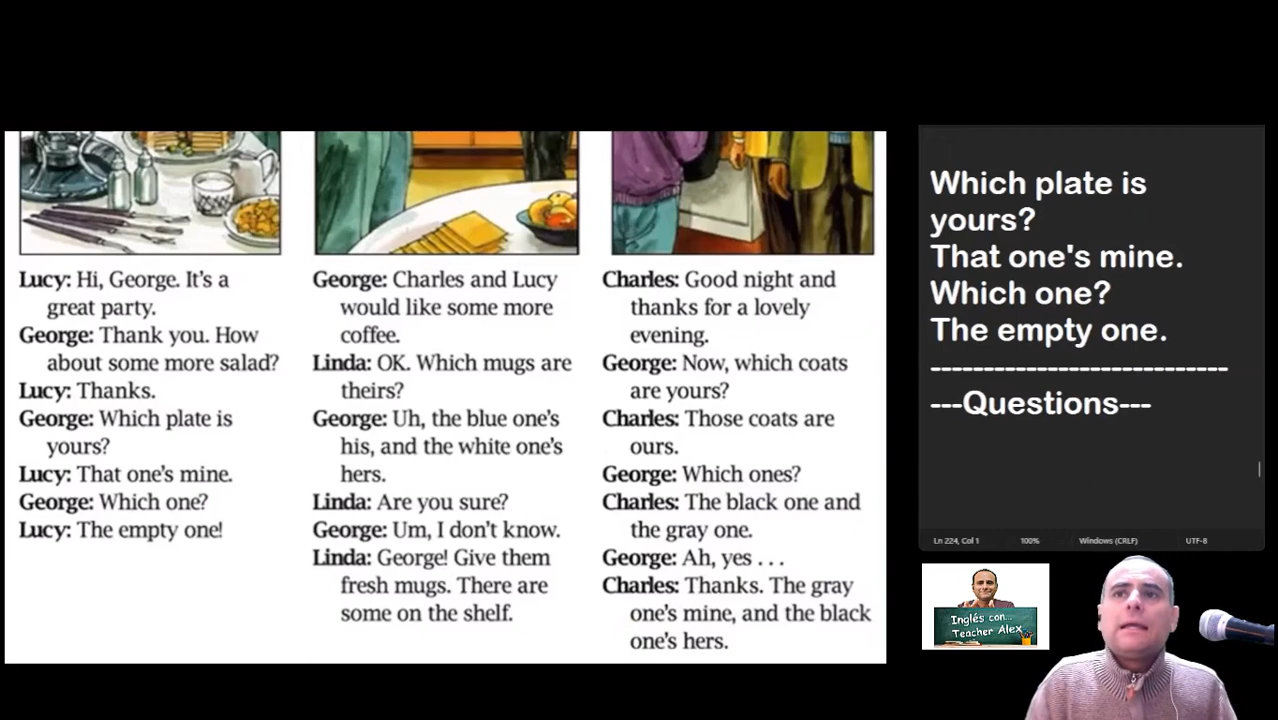 Lucy: Hi, George. It's a
great party.
George: Thank you. How
about some more salad?
Lucy: Thanks.
George: Which plate is
yours?
Lucy: That one's mine.
George: Which one?
Lucy: The empty one!
George: Charles and Lucy
would like some more
coffee.
Linda: OK. Which mugs are
theirs?
George: Uh, the blue one's
his, and the white one's
hers.
Linda: Are you sure?
George: Um, I don't know.
Linda: George! Give them
fresh mugs. There are
some on the shelf.
Charles: Good night and
thanks for a lovely
evening.
George: Now, which coats
are yours?
Charles: Those coats are
ours.
George: Which ones?
Charles: The black one and
the gray one.
George: Ah, yes . . .
Charles: Thanks. The gray
one's mine, and the black
one's hers.
Which plate is
yours?
That one's mine.
Which one?
The empty one.
----------------------------
---Questions---
Ln 224, Col 1 100% Windows (CRLF) UTF-8
Inglés con...
Teacher Alex